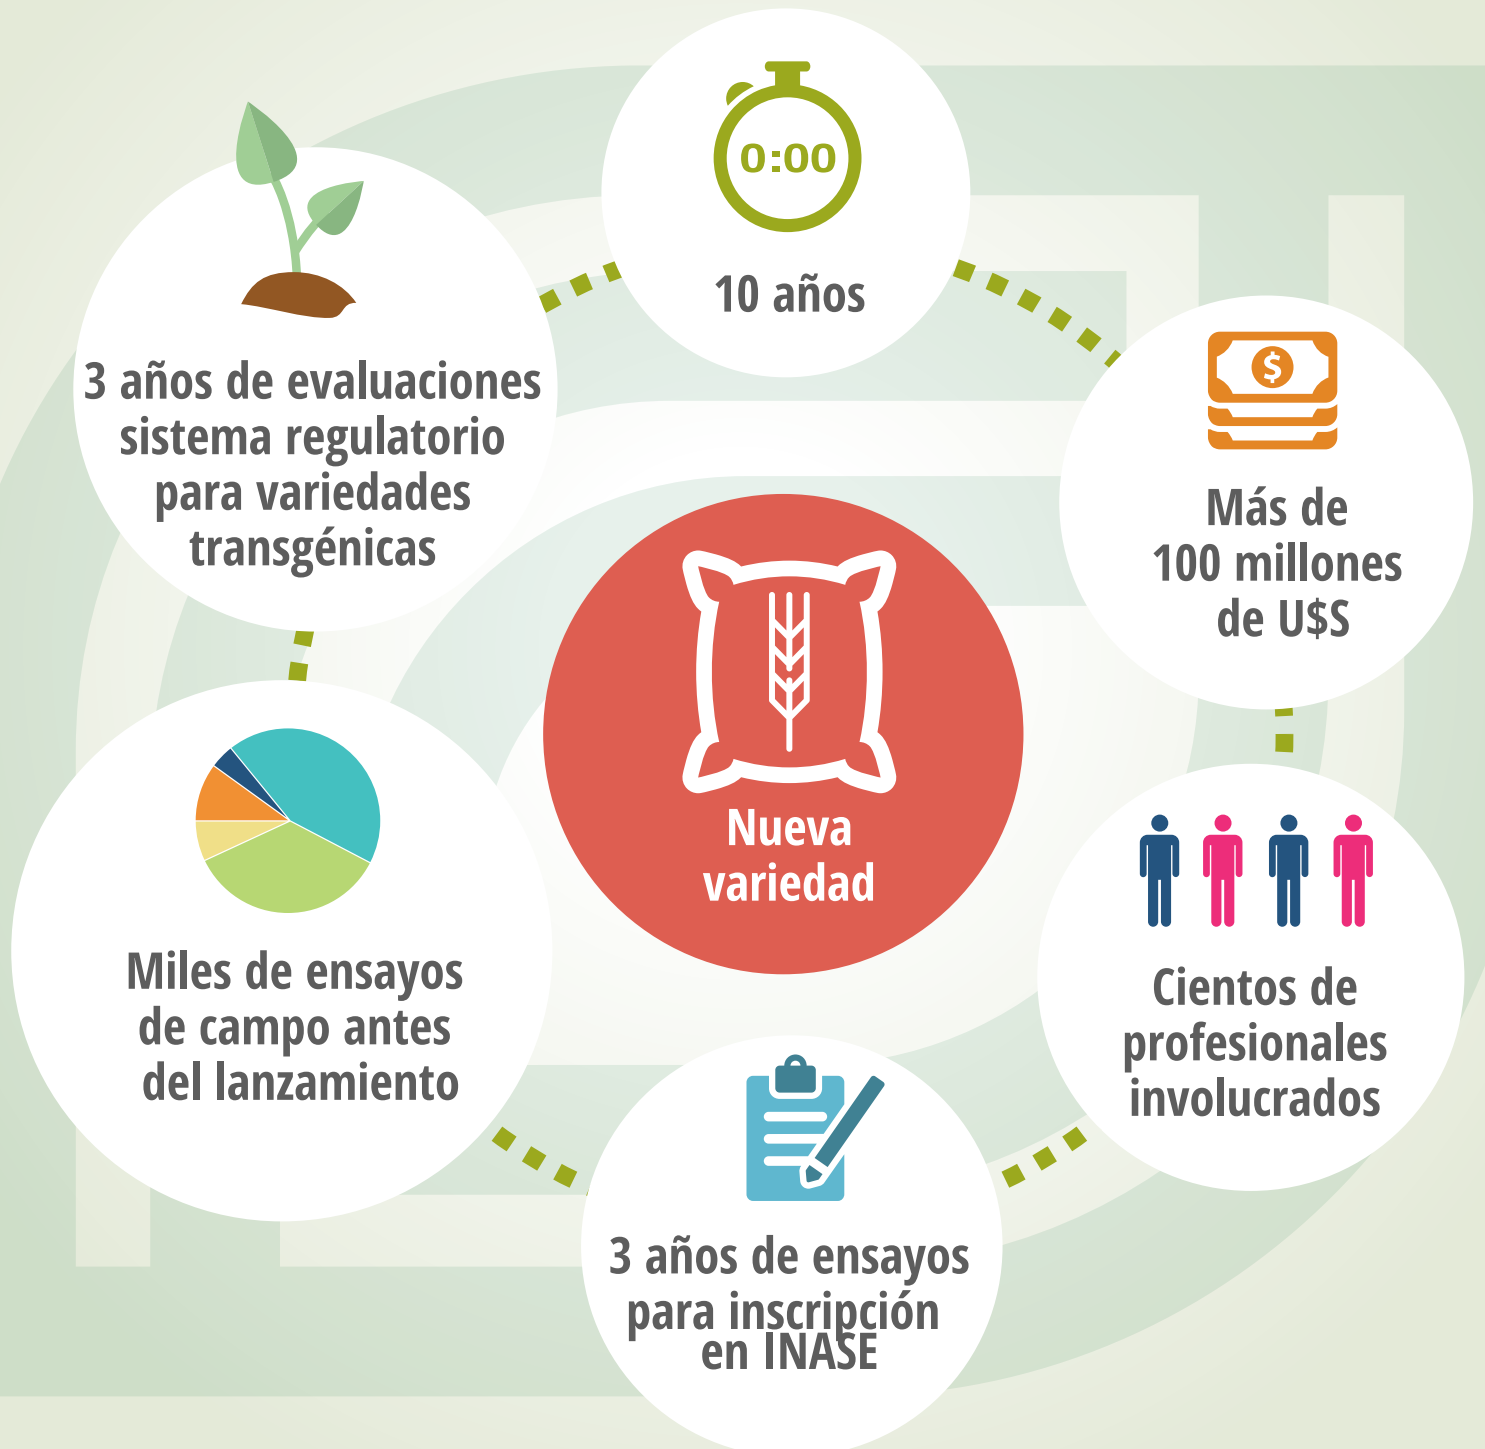 0:00
10 años
3 años de evaluaciones
sistema regulatorio
para variedades
transgénicas
Más de
100 millones
de U$S
$
Nueva
variedad
Miles de ensayos
de campo antes
del lanzamiento
Cientos de
profesionales
involucrados
3 años de ensayos
para inscripción
en INASE